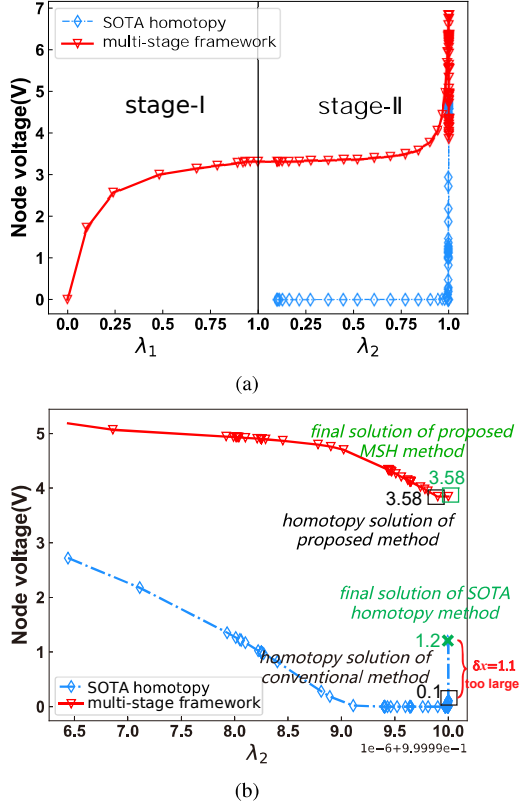 7
6
5
4
3
2
1
0
Node voltage(V)
SOTA homotopy
multi-stage framework
stage-I
stage-II
0.0 0.25 0.5 0.75 1.0 0.25 0.5 0.75 1.0
λ1 λ2
(a)
5
4
3
2
1
0
Node voltage(V)
final solution of proposed
MSH method
3.58
3.58
homotopy solution of
proposed method
final solution of SOTA
homotopy method
1.2
homotopy solution of
conventional method
0.1
δx=1.1
too large
SOTA homotopy
multi-stage framework
6.5 7.0 7.5 8.0 8.5 9.0 9.5 10.0
λ2
1e-6+9.9999e-1
(b)